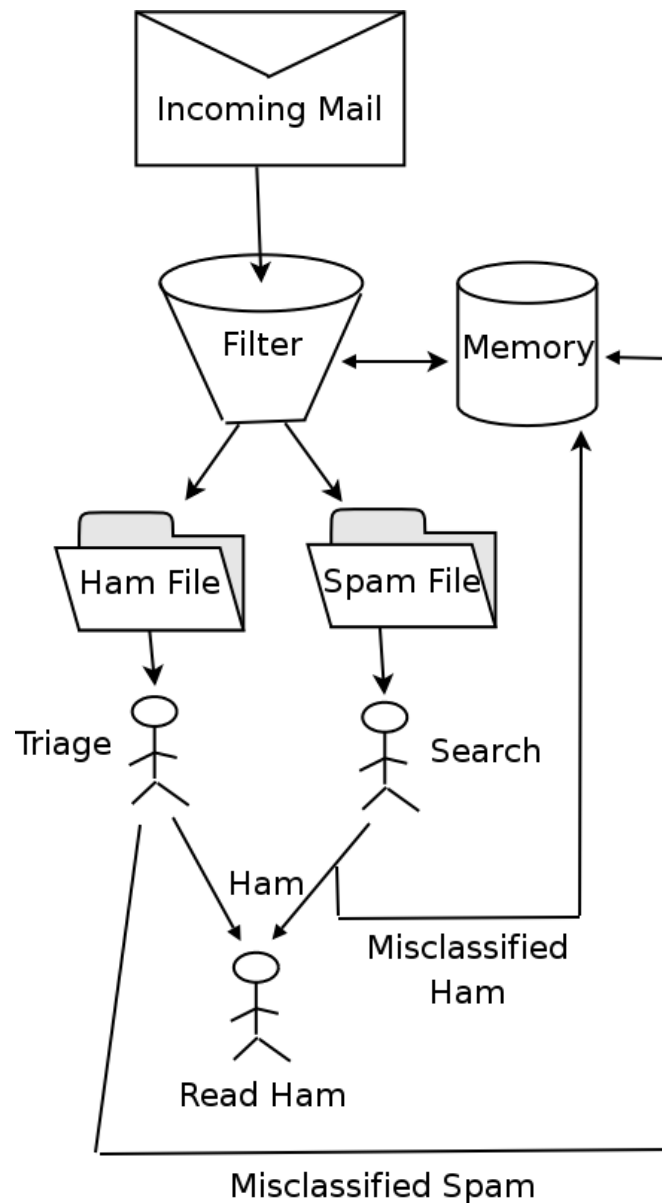 Incoming Mail
Filter
Memory
Ham File
Spam File
Triage
Search
Ham
Misclassified
Ham
Read Ham
Misclassified Spam